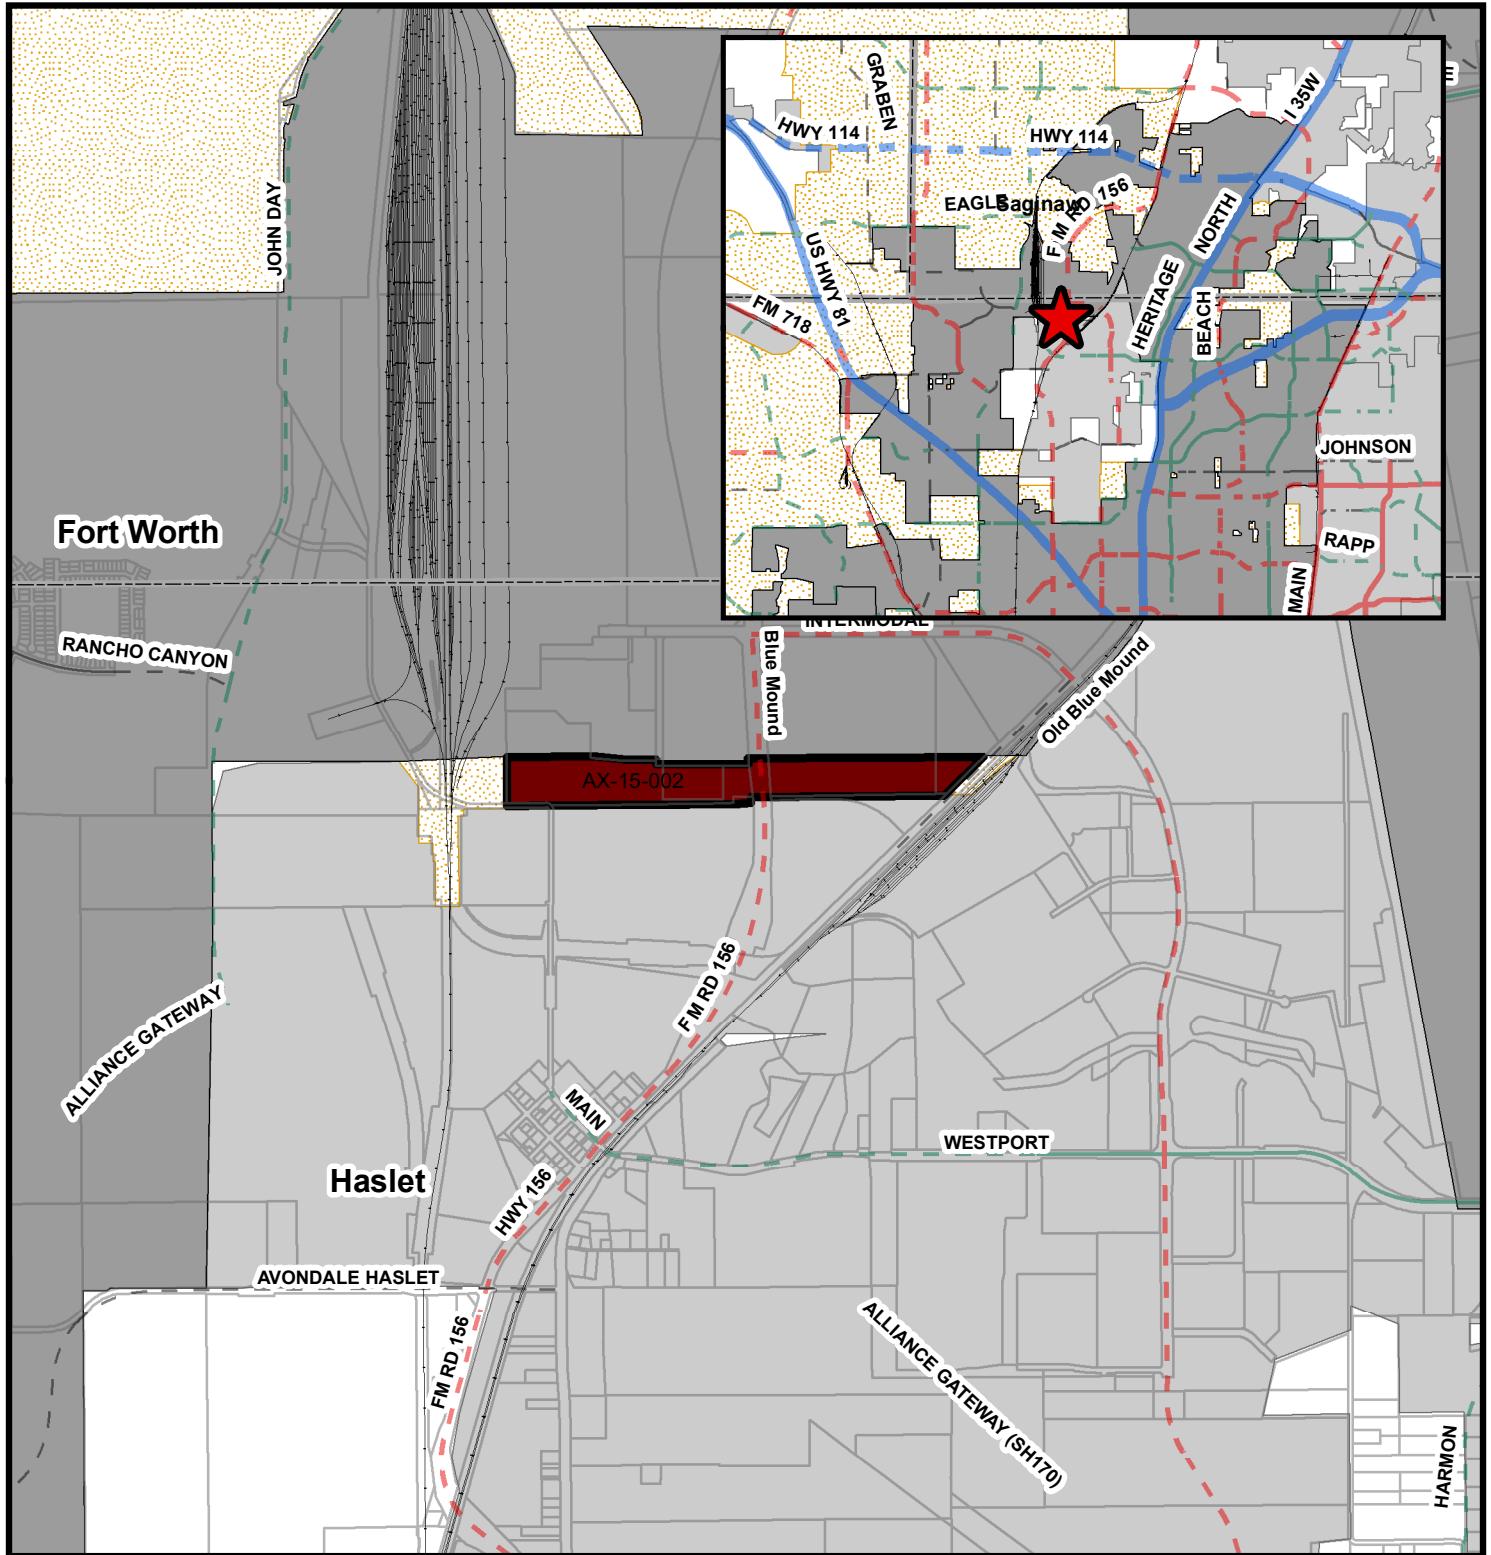 GRABEN
I 35W
E
HWY 114
HWY 114
JOHN DAY
EAGLE
Saginaw
F M RD 156
NORTH
US HWY 81
HERITAGE
FM 718
BEACH
JOHNSON
Fort Worth
RAPP
MAIN
INTERMODAL
RANCHO CANYON
Blue Mound
Old Blue Mound
AX-15-002
FM RD 156
ALLIANCE GATEWAY
MAIN
WESTPORT
Haslet
HWY 156
AVONDALE HASLET
FM RD 156
ALLIANCE GATEWAY (SH170)
HARMON